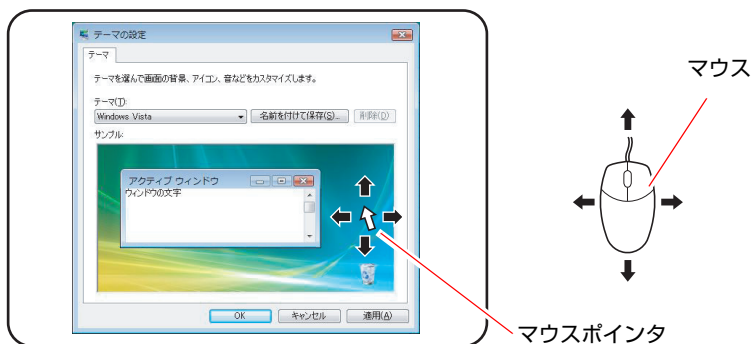 テーマの設定
テーマ
テーマを選んで画面の背景、アイコン、音などをカスタマイズします。
テーマ(T):
Windows Vista
名前を付けて保存(S)...
削除(D)
サンプル:
アクティブ ウィンドウ
ウィンドウの文字
OK
キャンセル
適用(A)
マウス
マウスポインタ